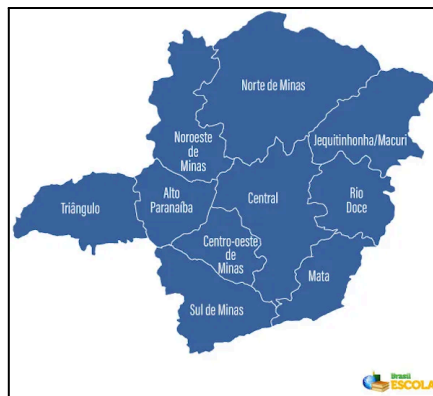 Norte de Minas
Jequitinhonha/Macuri
Noroeste
de
Minas
Triângulo
Alto
Paranaíba
Central
Rio
Doce
Centro-oeste
de
Minas
Mata
Sul de Minas
Brasil
ESCOLA